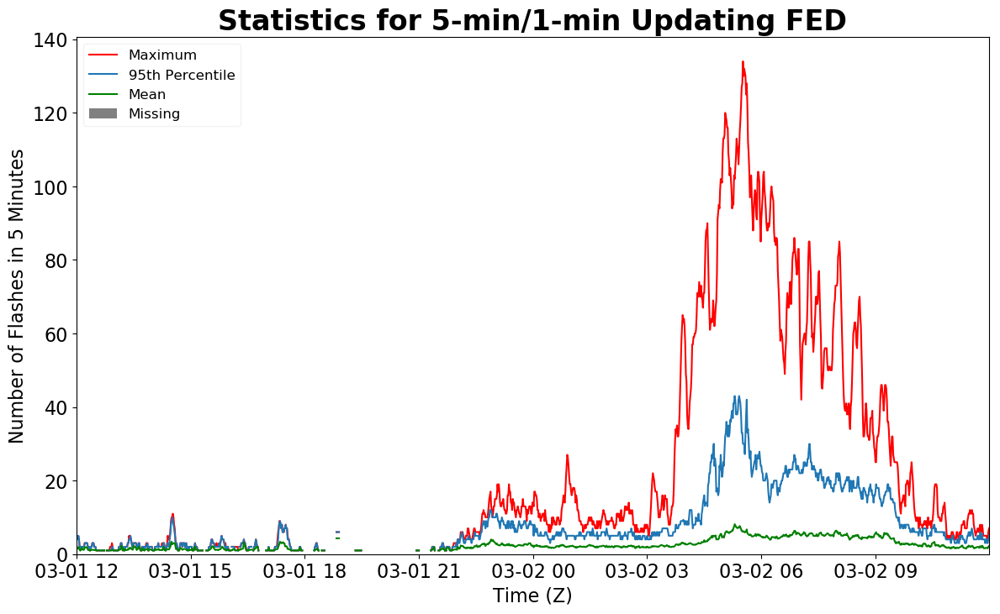 Statistics for 5-min/1-min Updating FED
Maximum
95th Percentile
Mean
Missing
Number of Flashes in 5 Minutes
140
120
100
80
60
40
20
0
03-01 12 03-01 15 03-01 18 03-01 21 03-02 00 03-02 03 03-02 06 03-02 09
Time (Z)